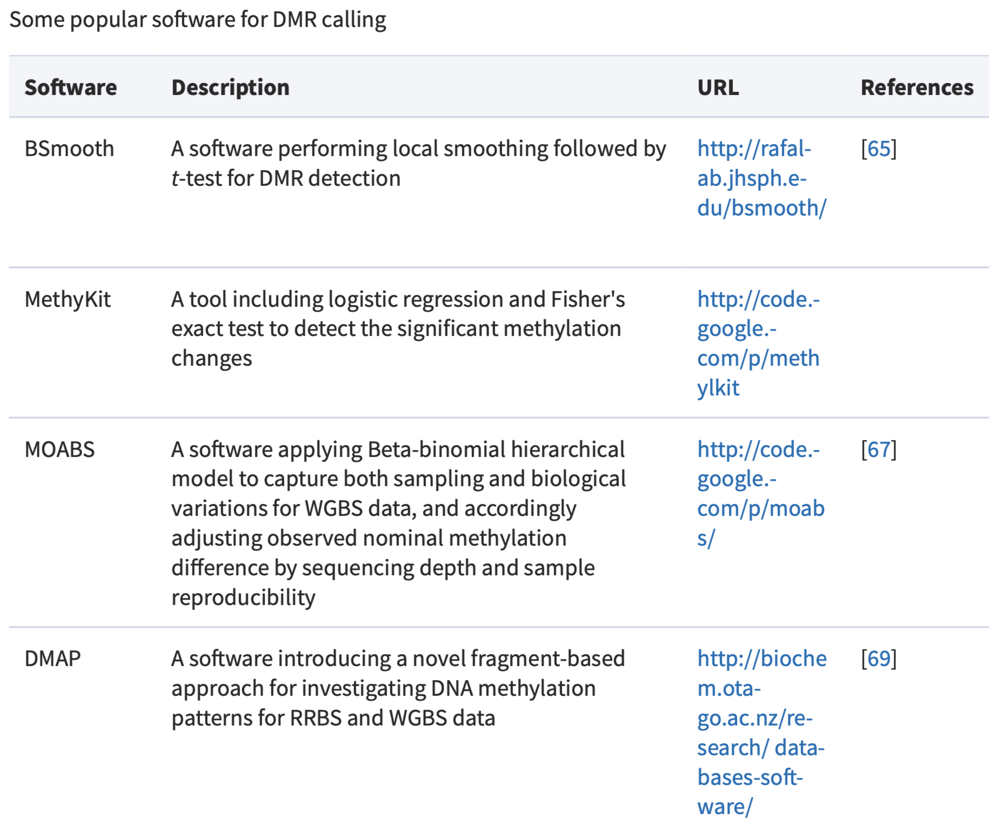 Some popular software for DMR calling
Software Description URL References
BSmooth A software performing local smoothing followed by http://rafal- [65]
t-test for DMR detection ab.jhsph.e-
du/bsmooth/
MethyKit A tool including logistic regression and Fisher's http://code.-
exact test to detect the significant methylation google.-
changes com/p/meth
ylkit
MOABS A software applying Beta-binomial hierarchical http://code.- [67]
model to capture both sampling and biological google.-
variations for WGBS data, and accordingly com/p/moab
adjusting observed nominal methylation s/
difference by sequencing depth and sample
reproducibility
DMAP A software introducing a novel fragment-based http://bioche [69]
approach for investigating DNA methylation m.ota-
patterns for RRBS and WGBS data go.ac.nz/re-
search/ data-
bases-soft-
ware/